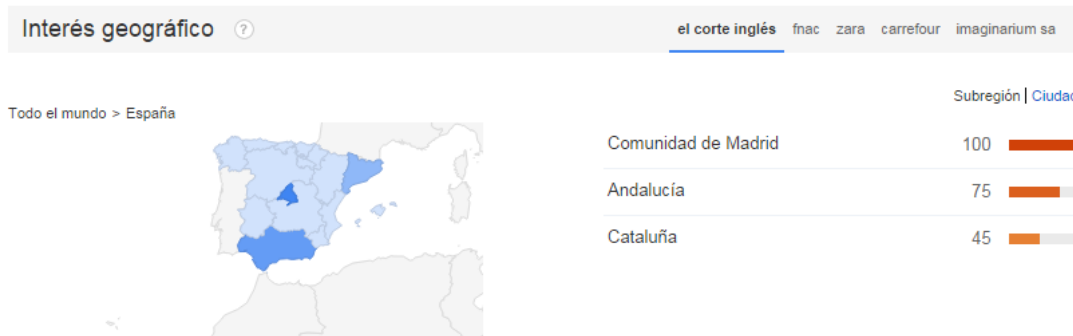 Interés geográfico ?
el corte inglés fnac zara carrefour imaginarium sa
Subregión | Ciudad
Todo el mundo > España
Comunidad de Madrid 100
Andalucía 75
Cataluña 45